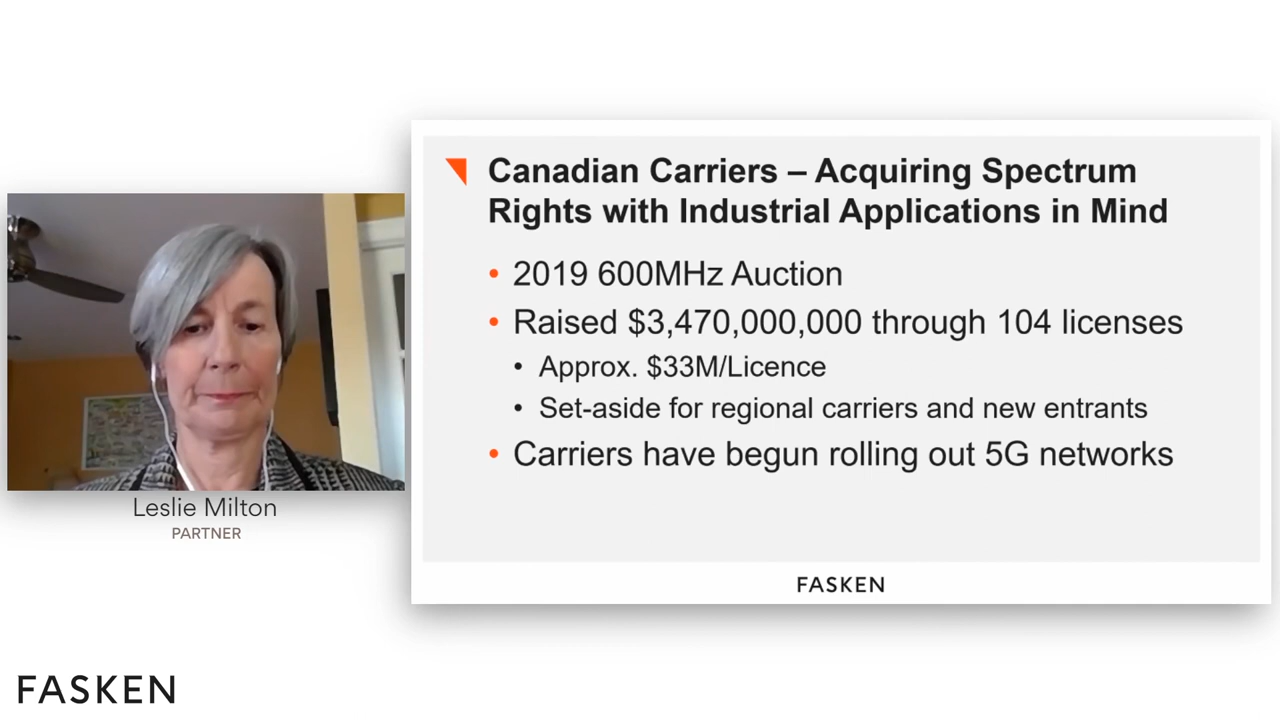 Canadian Carriers – Acquiring Spectrum
Rights with Industrial Applications in Mind
• 2019 600MHz Auction
• Raised $3,470,000,000 through 104 licenses
• Approx. $33M/Licence
• Set-aside for regional carriers and new entrants
• Carriers have begun rolling out 5G networks
FASKEN
Leslie Milton
PARTNER
FASKEN